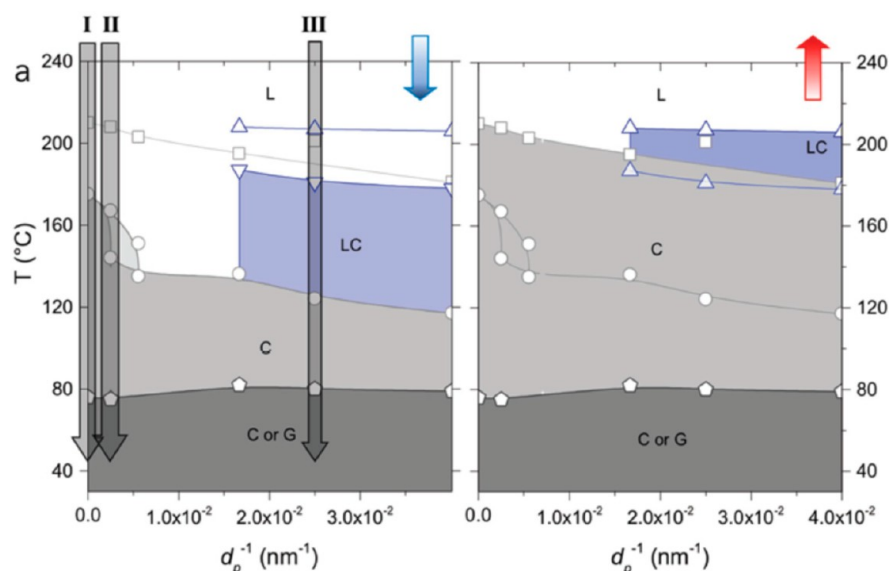 I II III
a
240
200
160
120
80
40
T (°C)
L
LC
C
C or G
0.0 1.0x10⁻² 2.0x10⁻² 3.0x10⁻²
dₚ⁻¹ (nm⁻¹)
L
LC
C
C or G
240
200
160
120
80
40
0.0 1.0x10⁻² 2.0x10⁻² 3.0x10⁻² 4.0x10⁻²
dₚ⁻¹ (nm⁻¹)